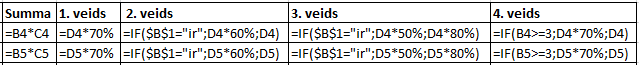 Summa 1. veids 2. veids 3. veids 4. veids
=B4*C4 =D4*70% =IF($B$1="ir";D4*60%;D4) =IF($B$1="ir";D4*50%;D4*80%) =IF(B4>=3;D4*70%;D4)
=B5*C5 =D5*70% =IF($B$1="ir";D5*60%;D5) =IF($B$1="ir";D5*50%;D5*80%) =IF(B5>=3;D5*70%;D5)